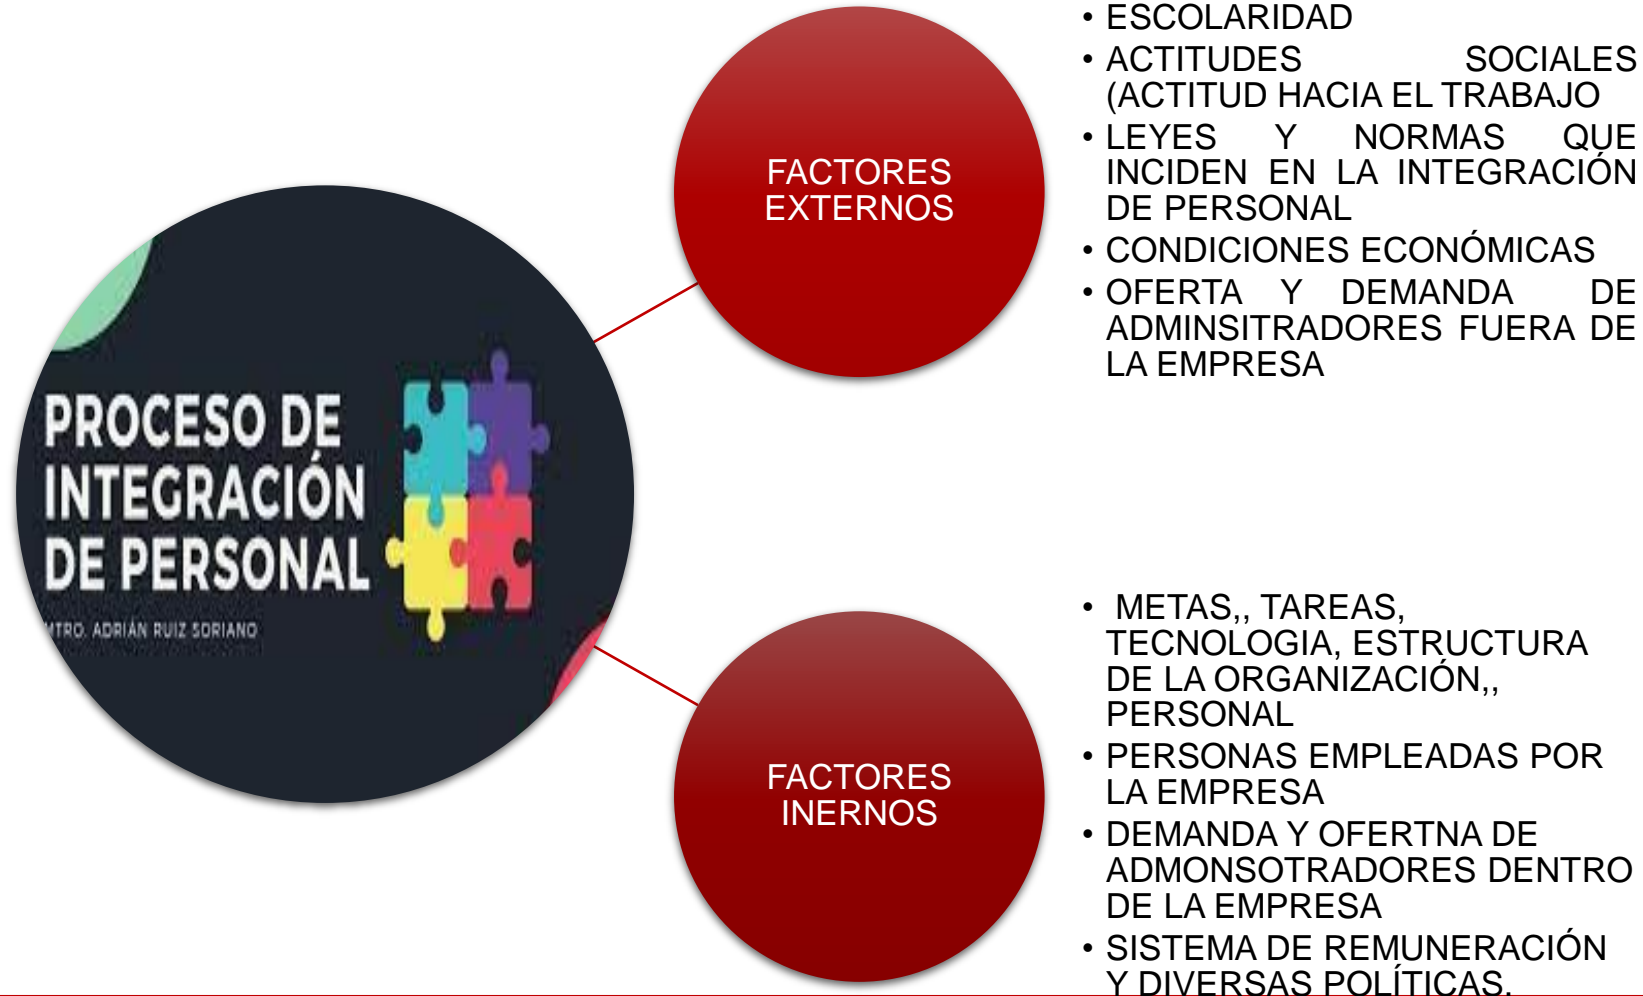 PROCESO DE
INTEGRACIÓN
DE PERSONAL
MTRO. ADRIÁN RUIZ SORIANO
FACTORES
EXTERNOS
• ESCOLARIDAD
• ACTITUDES SOCIALES
(ACTITUD HACIA EL TRABAJO
• LEYES Y NORMAS QUE
INCIDEN EN LA INTEGRACIÓN
DE PERSONAL
• CONDICIONES ECONÓMICAS
• OFERTA Y DEMANDA DE
ADMINSITRADORES FUERA DE
LA EMPRESA
FACTORES
INERNOS
• METAS,, TAREAS,
TECNOLOGIA, ESTRUCTURA
DE LA ORGANIZACIÓN,,
PERSONAL
• PERSONAS EMPLEADAS POR
LA EMPRESA
• DEMANDA Y OFERTNA DE
ADMONSOTRADORES DENTRO
DE LA EMPRESA
• SISTEMA DE REMUNERACIÓN
Y DIVERSAS POLÍTICAS.